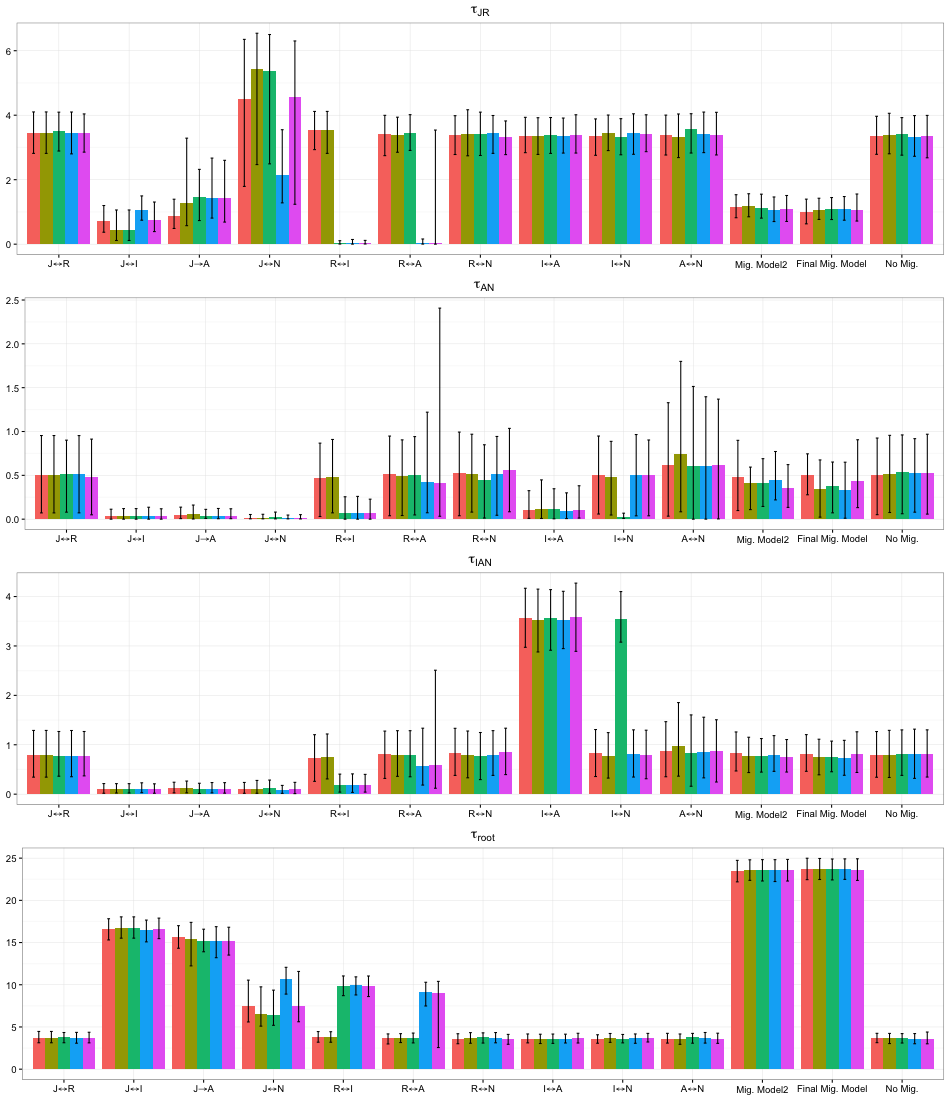 τJR
6
4
2
0
J↔R J↔I J→A J↔N R↔I R↔A R↔N I↔A I↔N A↔N Mig. Model2 Final Mig. Model No Mig.
τAN
2.5
2.0
1.5
1.0
0.5
0.0
J↔R J↔I J→A J↔N R↔I R↔A R↔N I↔A I↔N A↔N Mig. Model2 Final Mig. Model No Mig.
τIAN
4
3
2
1
0
J↔R J↔I J→A J↔N R↔I R↔A R↔N I↔A I↔N A↔N Mig. Model2 Final Mig. Model No Mig.
τroot
25
20
15
10
5
0
J↔R J↔I J→A J↔N R↔I R↔A R↔N I↔A I↔N A↔N Mig. Model2 Final Mig. Model No Mig.